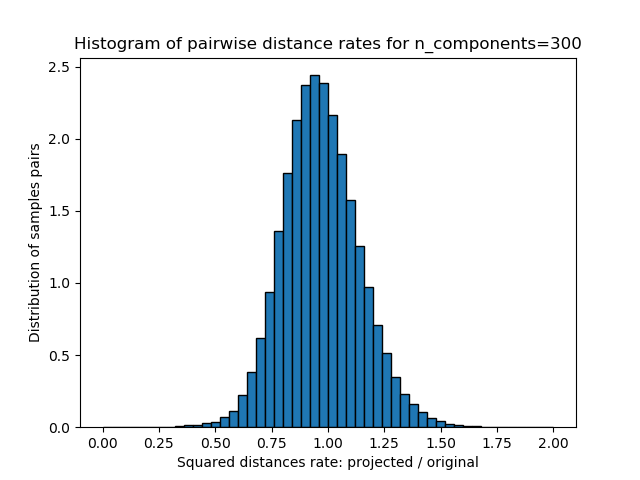 Histogram of pairwise distance rates for n_components=300
2.5
2.0
1.5
1.0
0.5
0.0
Distribution of samples pairs
0.00 0.25 0.50 0.75 1.00 1.25 1.50 1.75 2.00
Squared distances rate: projected / original